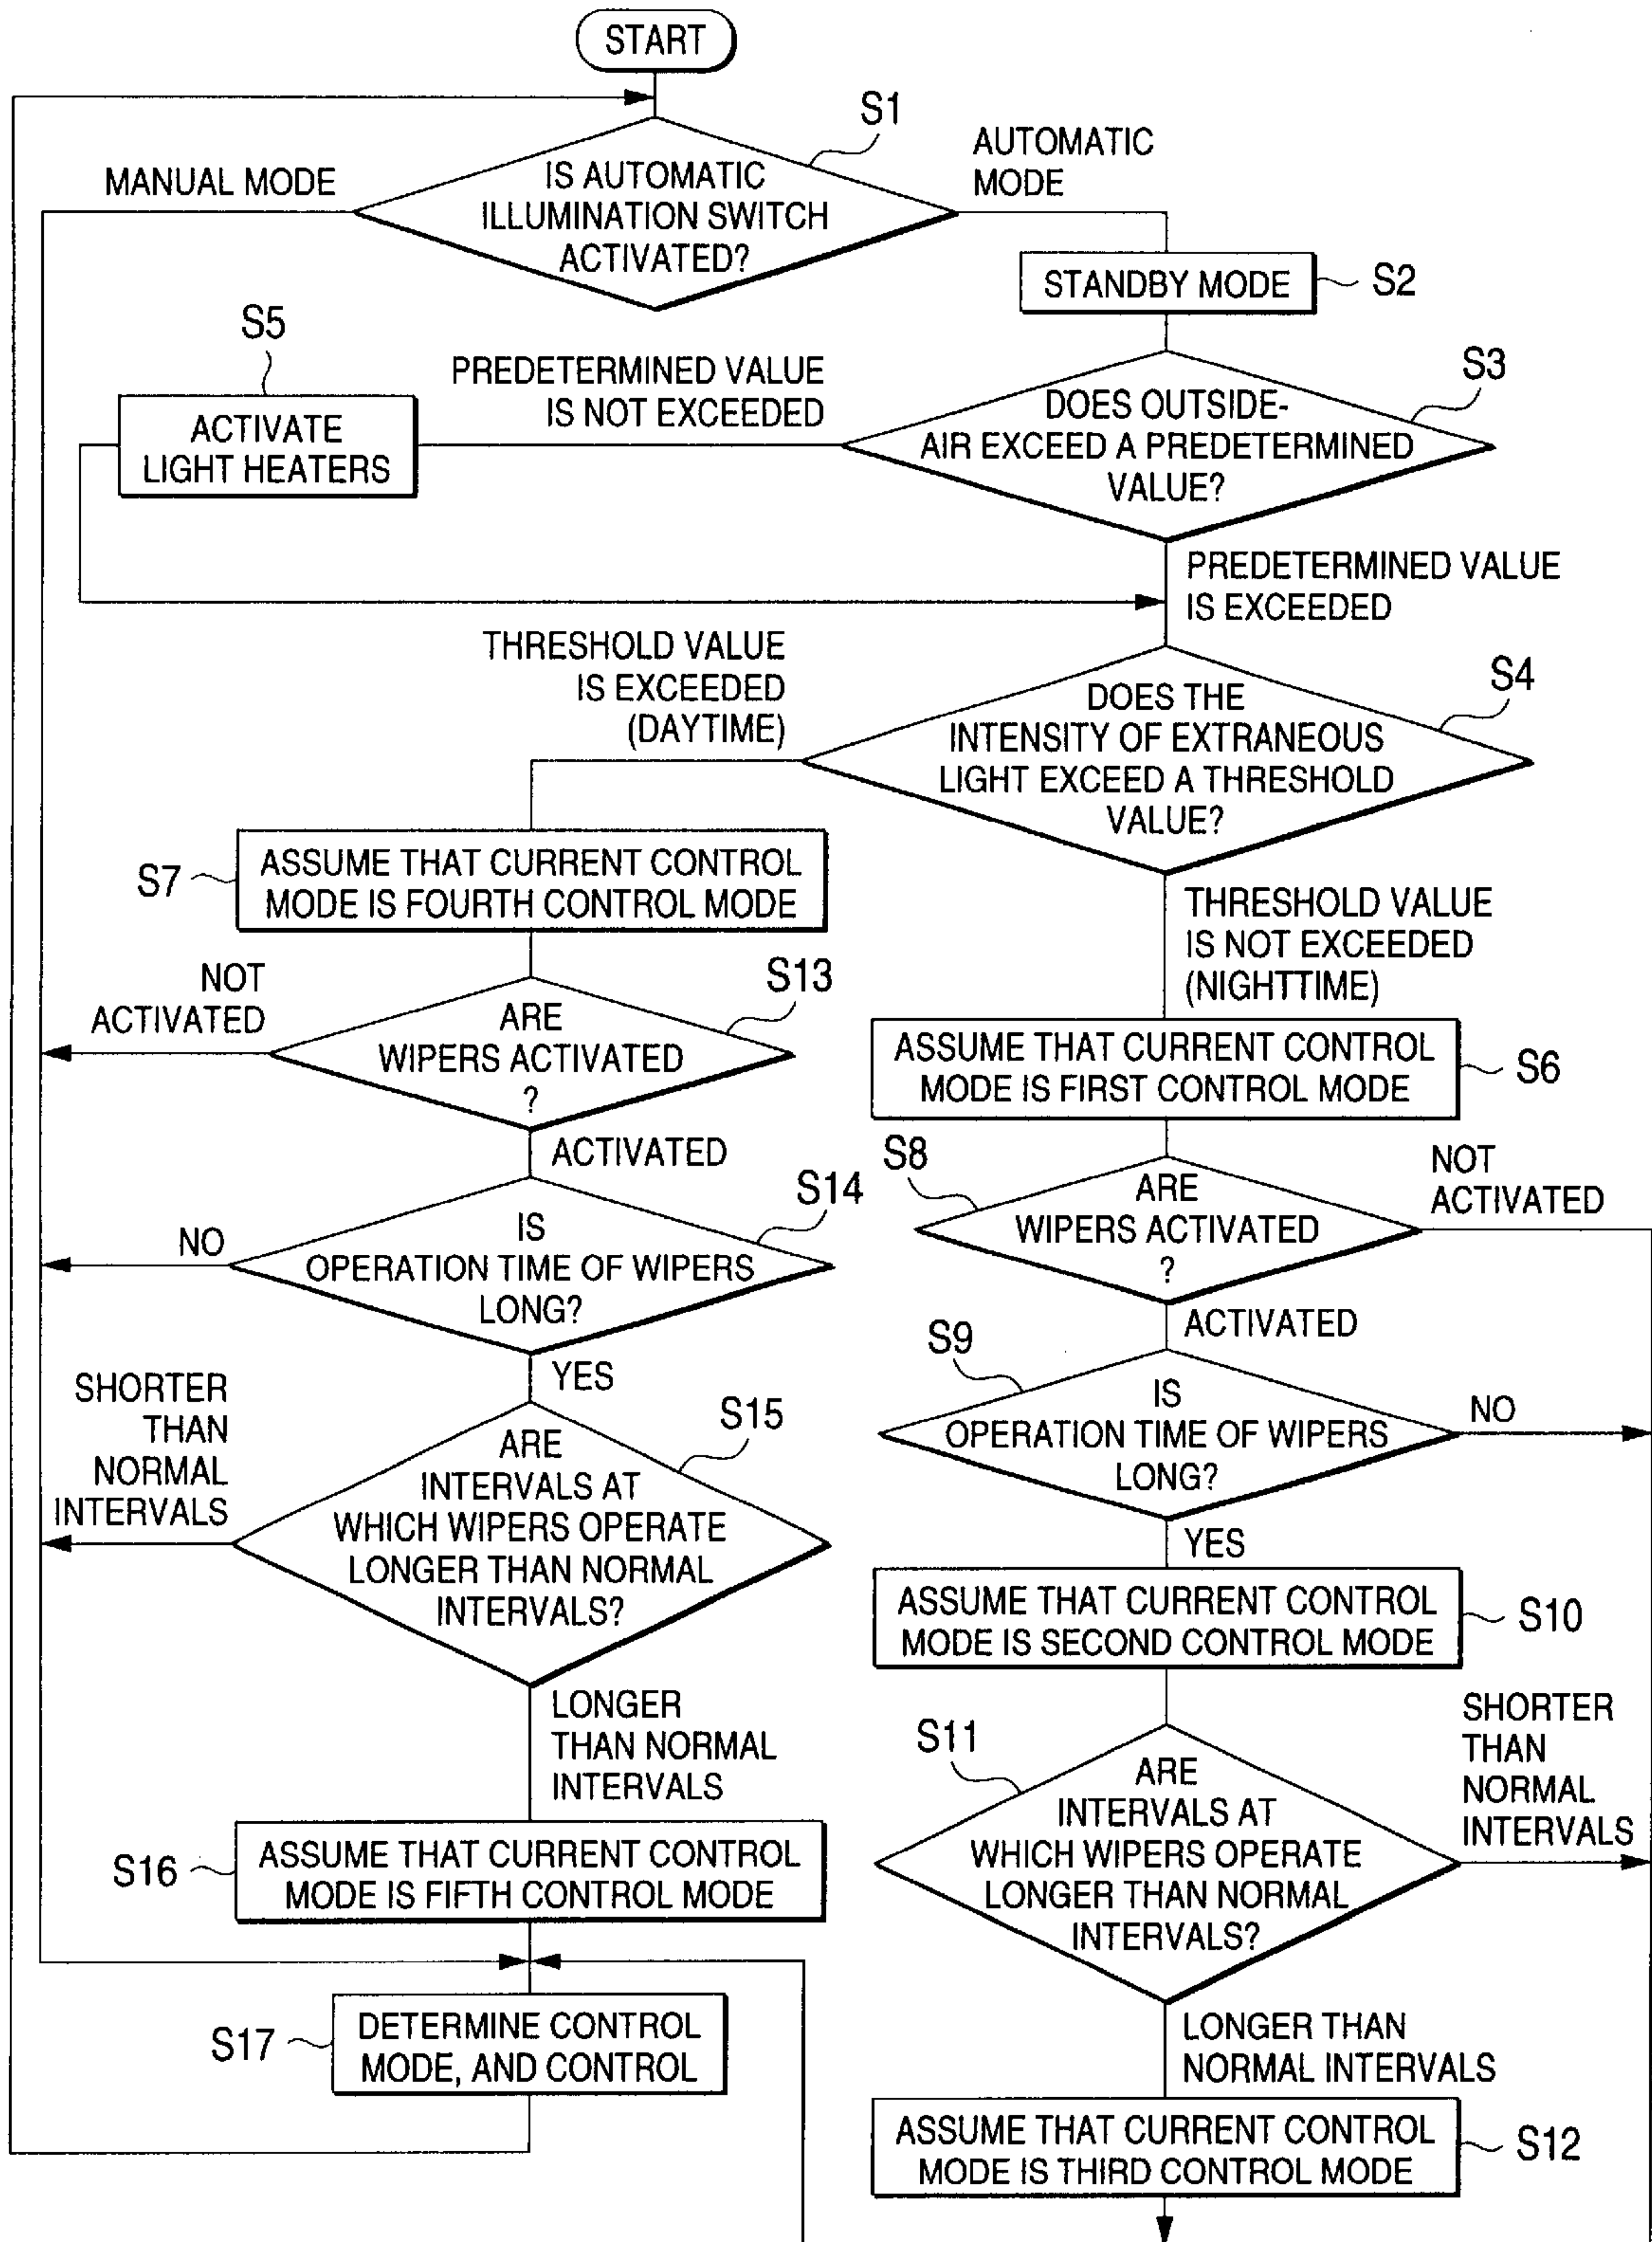 START
S1
MANUAL MODE
AUTOMATIC
MODE
IS AUTOMATIC
ILLUMINATION SWITCH
ACTIVATED?
STANDBY MODE
S2
S5
ACTIVATE
LIGHT HEATERS
PREDETERMINED VALUE
IS NOT EXCEEDED
S3
DOES OUTSIDE-
AIR EXCEED A PREDETERMINED
VALUE?
PREDETERMINED VALUE
IS EXCEEDED
THRESHOLD VALUE
IS EXCEEDED
(DAYTIME)
S4
DOES THE
INTENSITY OF EXTRANEOUS
LIGHT EXCEED A THRESHOLD
VALUE?
S7
ASSUME THAT CURRENT CONTROL
MODE IS FOURTH CONTROL MODE
THRESHOLD VALUE
IS NOT EXCEEDED
(NIGHTTIME)
NOT
ACTIVATED
S13
ARE
WIPERS ACTIVATED
?
ACTIVATED
ASSUME THAT CURRENT CONTROL
MODE IS FIRST CONTROL MODE
S6
S8
ARE
WIPERS ACTIVATED
?
NOT
ACTIVATED
ACTIVATED
S14
NO
IS
OPERATION TIME OF WIPERS
LONG?
YES
S9
IS
OPERATION TIME OF WIPERS
LONG?
NO
YES
SHORTER
THAN
NORMAL
INTERVALS
S15
ARE
INTERVALS AT
WHICH WIPERS OPERATE
LONGER THAN NORMAL
INTERVALS?
LONGER
THAN NORMAL
INTERVALS
ASSUME THAT CURRENT CONTROL
MODE IS SECOND CONTROL MODE
S10
S11
ARE
INTERVALS AT
WHICH WIPERS OPERATE
LONGER THAN NORMAL
INTERVALS?
SHORTER
THAN
NORMAL
INTERVALS
S16
ASSUME THAT CURRENT CONTROL
MODE IS FIFTH CONTROL MODE
S17
DETERMINE CONTROL
MODE, AND CONTROL
LONGER THAN
NORMAL INTERVALS
ASSUME THAT CURRENT CONTROL
MODE IS THIRD CONTROL MODE
S12